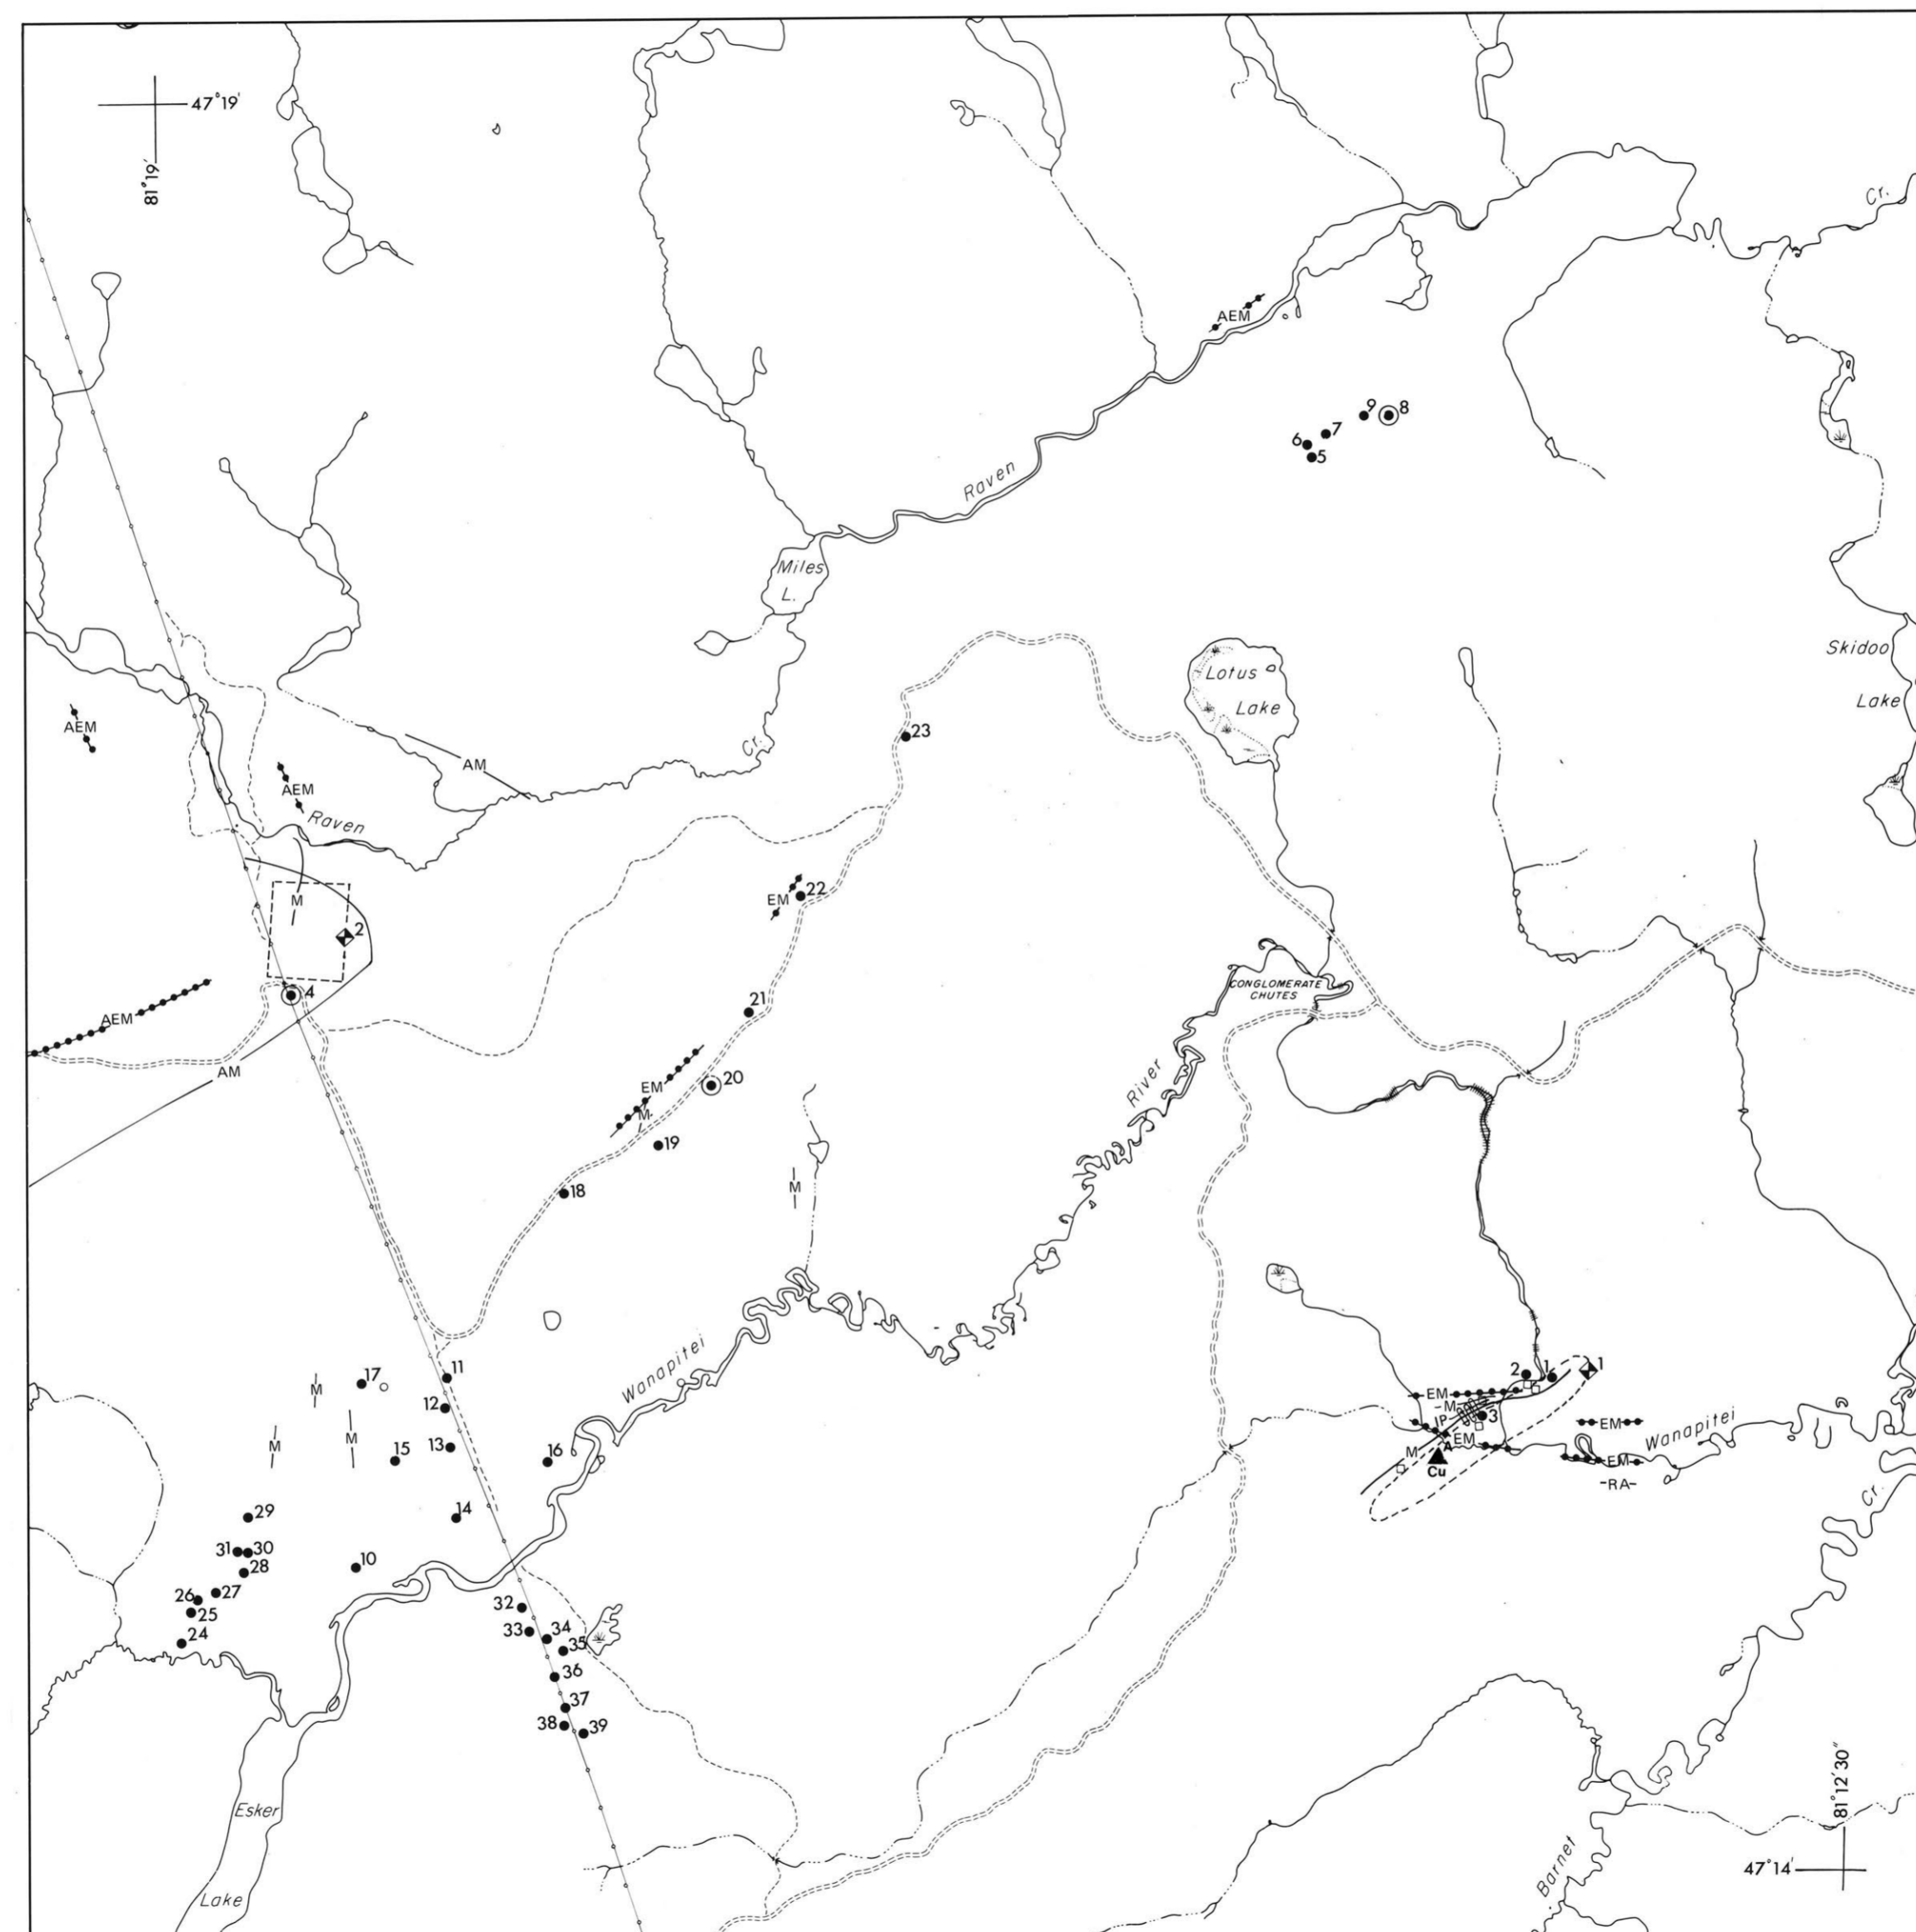 47°19'
81°19'
Cr.
AEM
9
8
7
6
5
Raven
Miles
L.
Skidoo
Lake
Lotus
Lake
AEM
23
Cr.
AM
AEM
Raven
M
22
EM
2
4
CONGLOMERATE
CHUTES
21
AEM
AM
20
EM
M
River
19
M
18
Wanapitei
11
17
M
12
2
1
1
EM
M
IP
3
EM
Wanapitei
13
M
M
15
16
M
EM
A
Cu
EM
RA
Cr.
29
14
31
30
28
10
27
26
25
24
32
33
34
35
36
37
38
39
Esker
Lake
81°12'30"
47°14'
Barnet